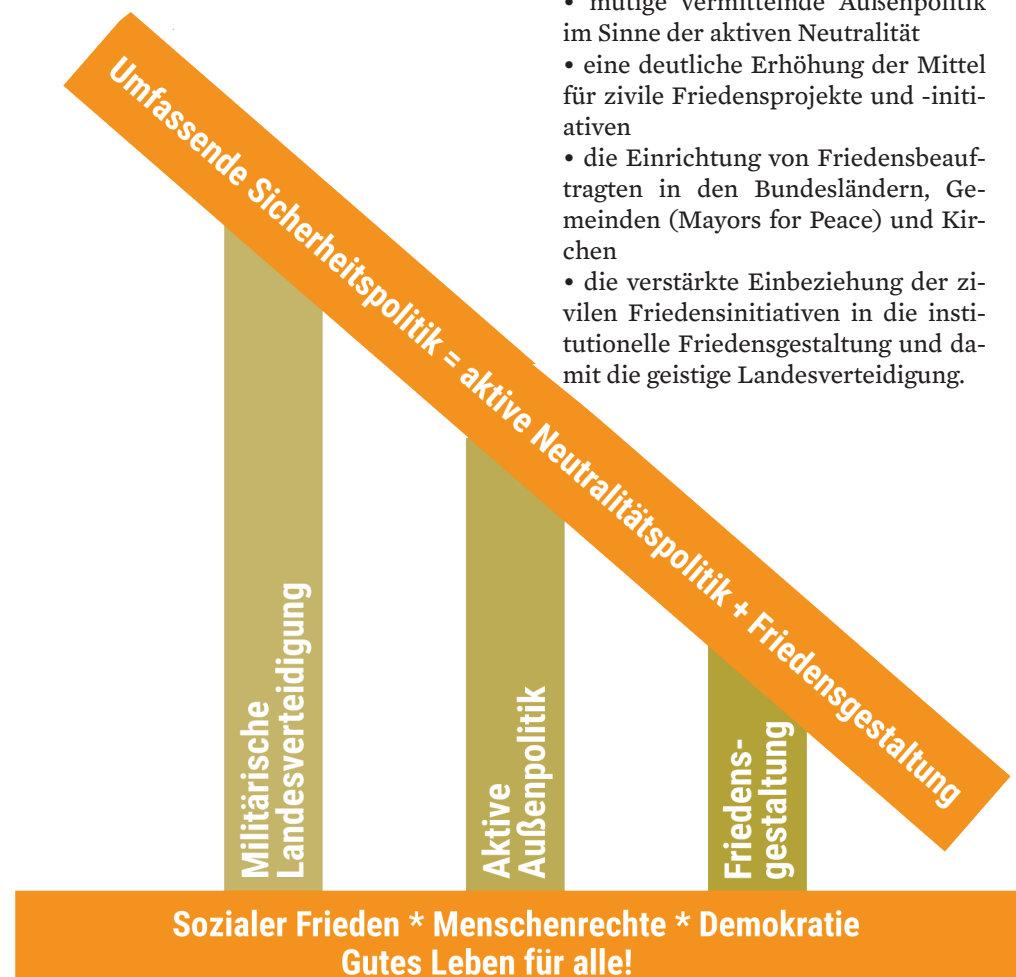 • mutige vermittelnde Außenpolitik
im Sinne der aktiven Neutralität
• eine deutliche Erhöhung der Mittel
für zivile Friedensprojekte und -initi-
ativen
• die Einrichtung von Friedensbeauf-
tragten in den Bundesländern, Ge-
meinden (Mayors for Peace) und Kir-
chen
• die verstärkte Einbeziehung der zi-
vilen Friedensinitiativen in die insti-
tutionelle Friedensgestaltung und da-
mit die geistige Landesverteidigung.
Umfassende Sicherheitspolitik = aktive Neutralitätspolitik + Friedensgestaltung
Militärische
Landesverteidigung
Aktive
Außenpolitik
Friedens-
gestaltung
Sozialer Frieden * Menschenrechte * Demokratie
Gutes Leben für alle!